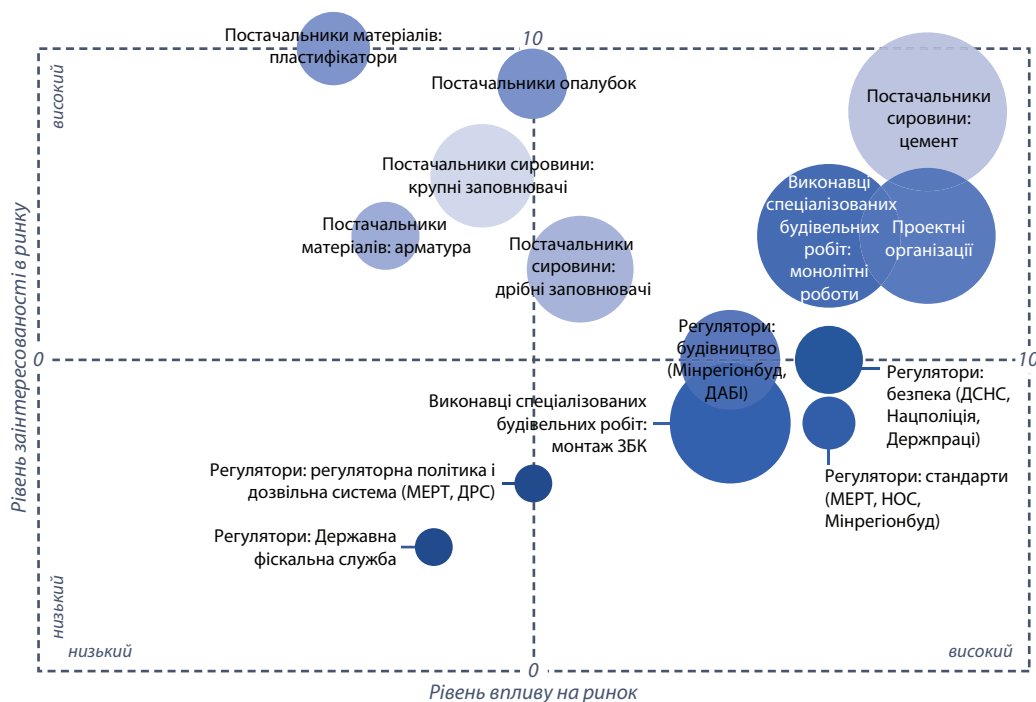 Постачальники матеріалів:
пластифікатори
10
високий
Постачальники опалубок
Постачальники
сировини:
цемент
Постачальники сировини:
крупні заповнювачі
Виконавці
спеціалізованих
будівельних
робіт:
монолітні
роботи
Проектні
організації
Постачальники
матеріалів: арматура
Постачальники
сировини:
дрібні заповнювачі
Рівень заінтересованості в ринку
0
10
Регулятори:
будівництво
(Мінрегіонбуд,
ДАБІ)
Регулятори:
безпека (ДСНС,
Нацполіція,
Держпраці)
Виконавці спеціалізованих
будівельних робіт:
монтаж ЗБК
Регулятори: регуляторна політика і
дозвільна система (МЕРТ, ДРС)
Регулятори: стандарти
(МЕРТ, НОС,
Мінрегіонбуд)
Регулятори: Державна
фіскальна служба
низький
низький
високий
0
Рівень впливу на ринок